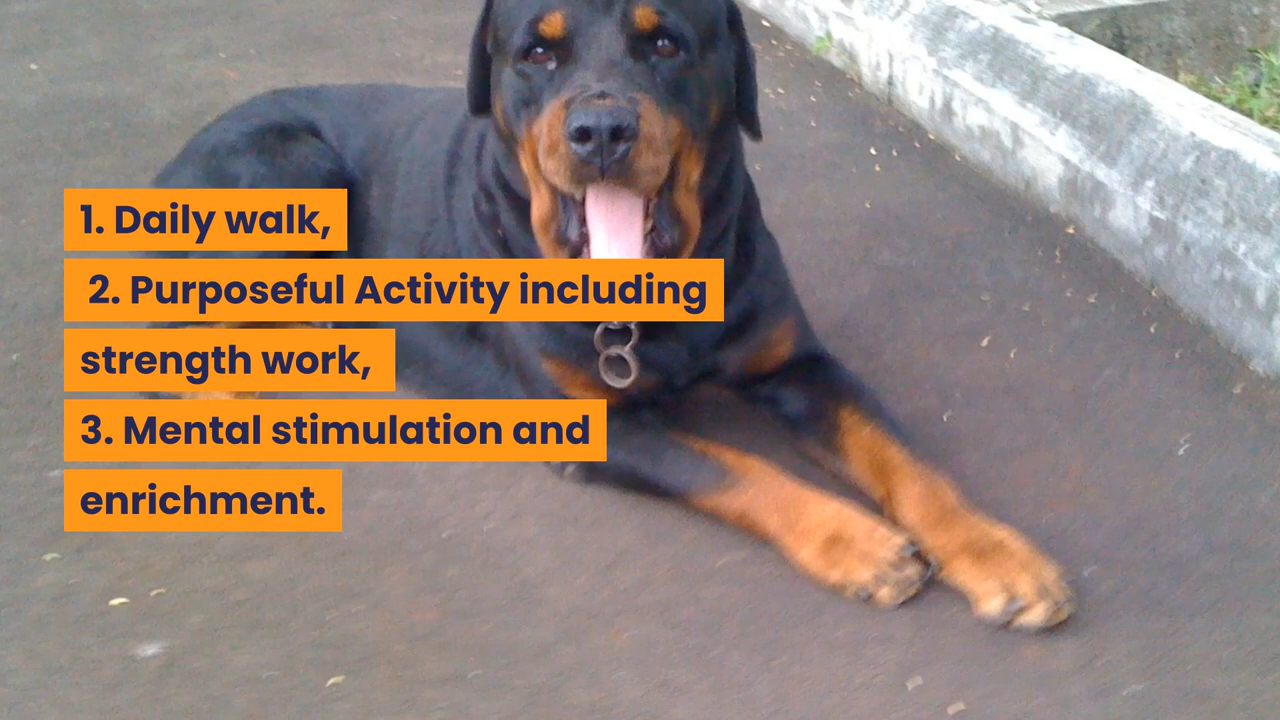 1. Daily walk,
2. Purposeful Activity including
strength work,
3. Mental stimulation and
enrichment.